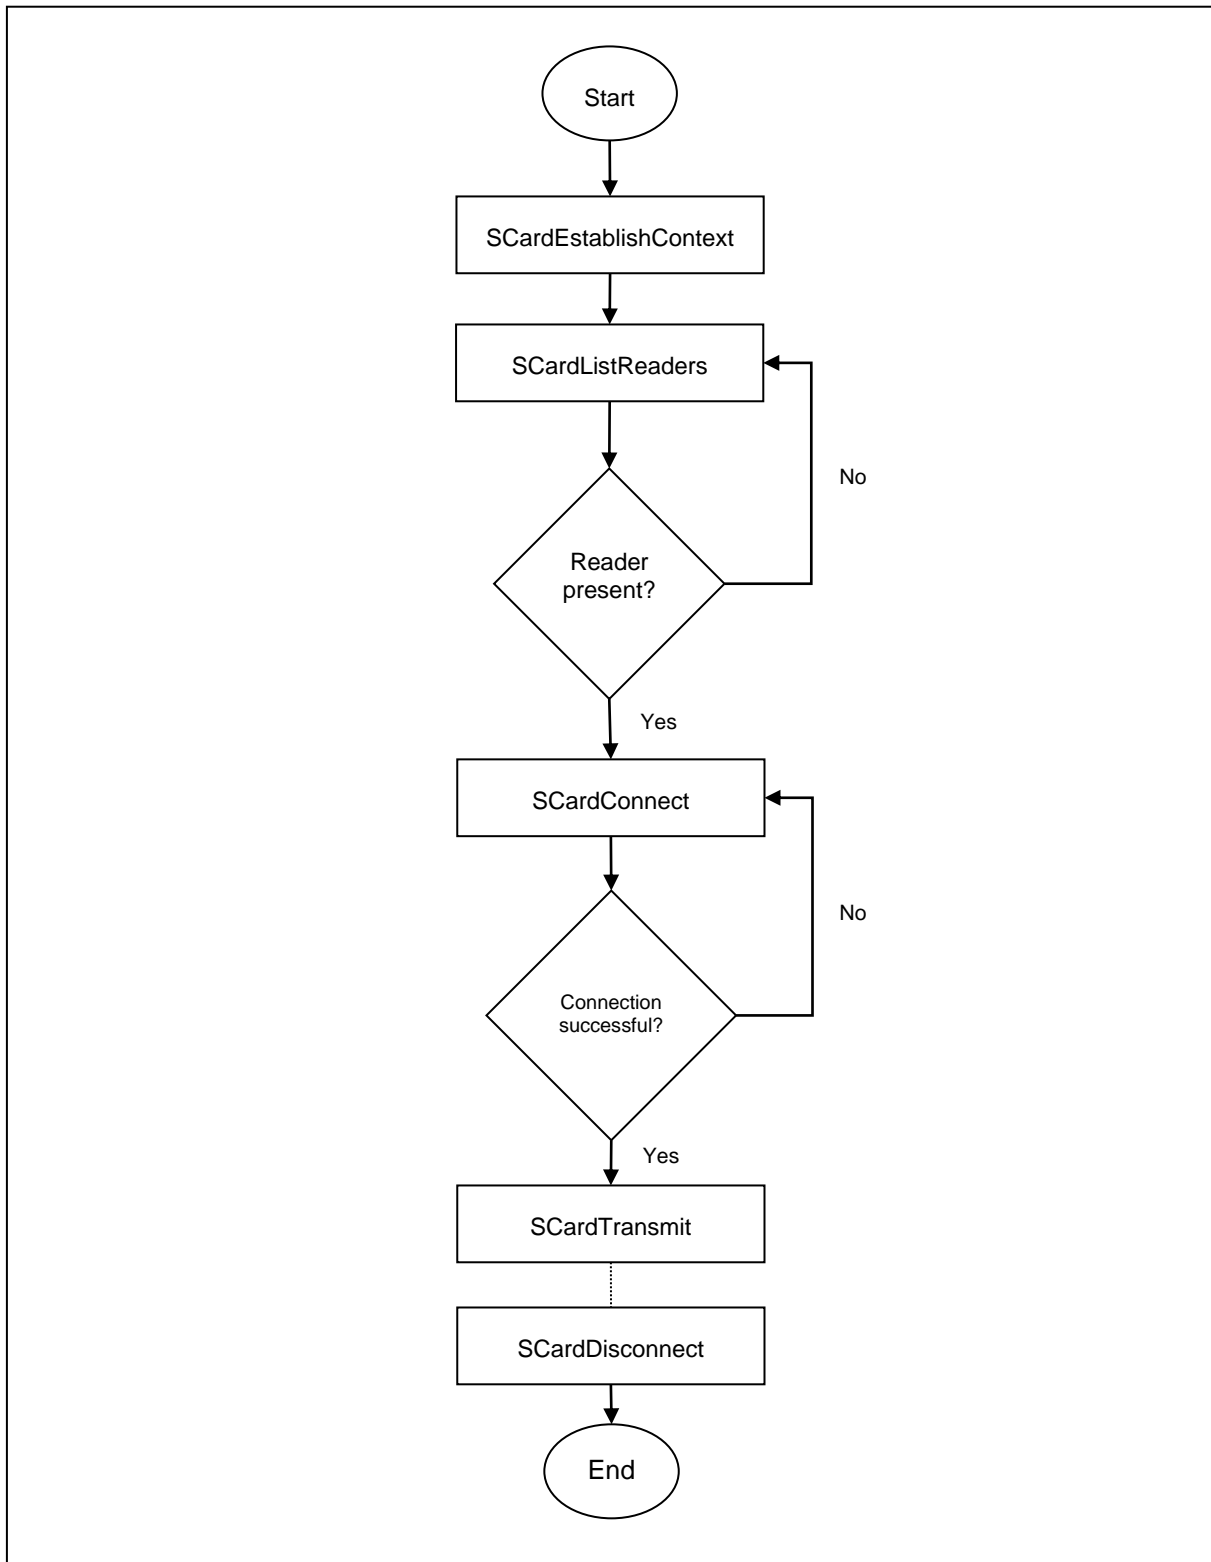 Start
SCardEstablishContext
SCardListReaders
No
Reader
present?
Yes
SCardConnect
No
Connection
successful?
Yes
SCardTransmit
SCardDisconnect
End